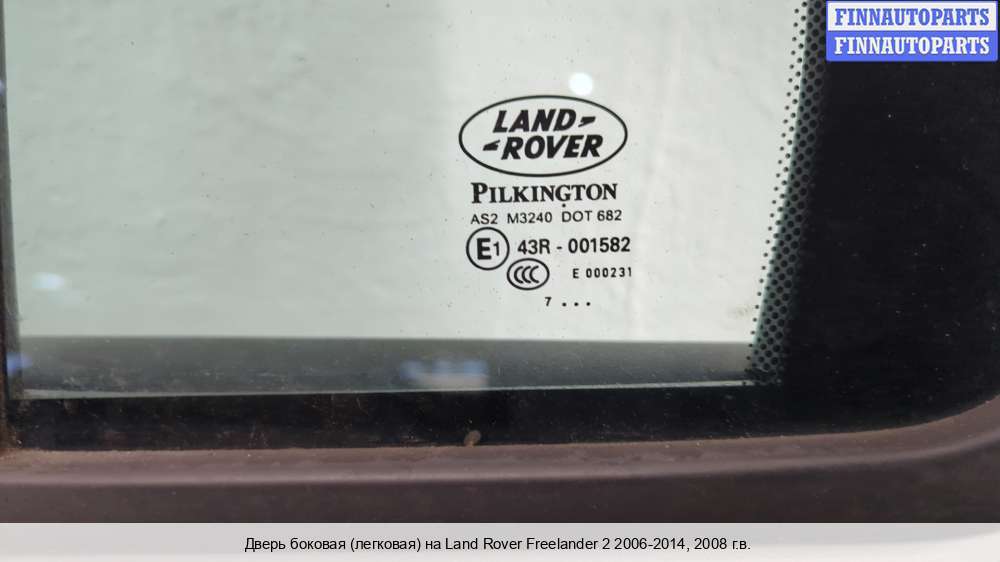 FINNAUTOPARTS
FINNAUTOPARTS
LAND-
-ROVER
PILKINGTON
AS2 M3240 DOT 682
E1 43R - 001582
CCC E 000231
7 . . .
Дверь боковая (легковая) на Land Rover Freelander 2 2006-2014, 2008 г.в.